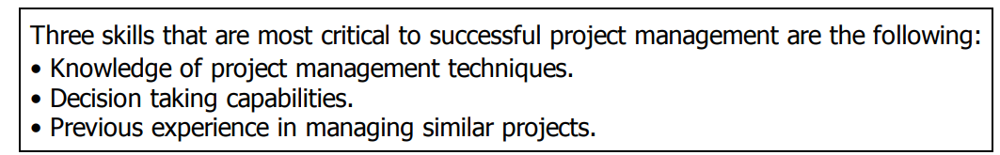 Three skills that are most critical to successful project management are the following:
• Knowledge of project management techniques.
• Decision taking capabilities.
• Previous experience in managing similar projects.